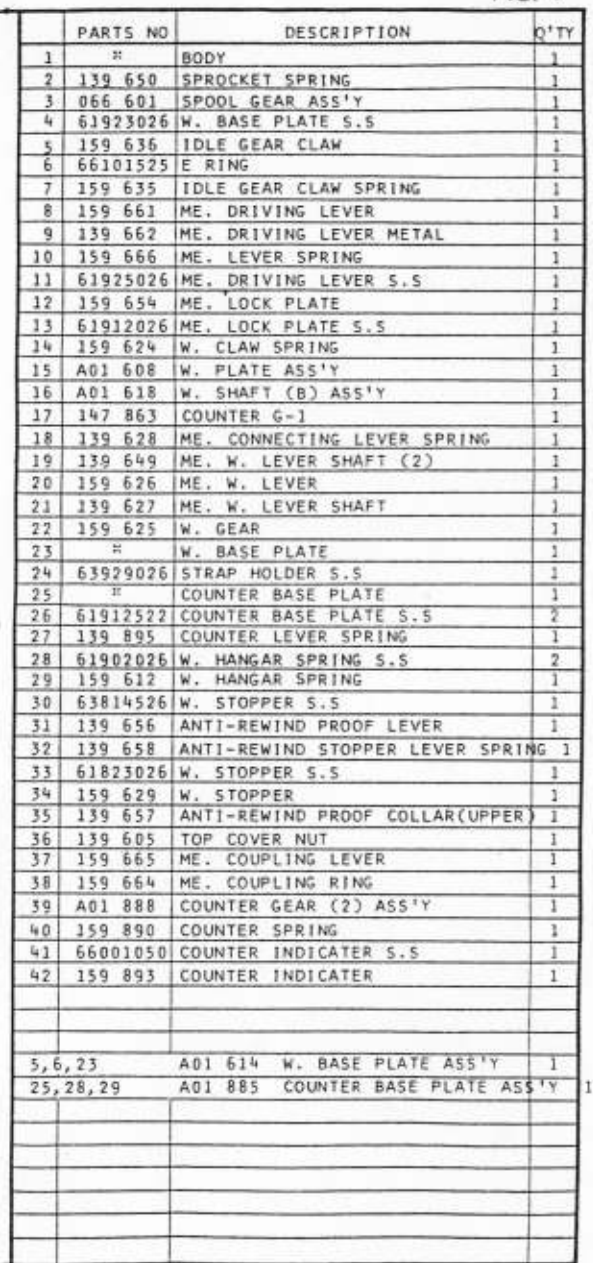 PARTS NO DESCRIPTION Q'TY
1 * BODY 1
2 139 650 SPROCKET SPRING 1
3 066 601 SPOOL GEAR ASS'Y 1
4 61923026 W. BASE PLATE S.S 1
5 159 636 IDLE GEAR CLAW 1
6 66101525 E RING 1
7 159 635 IDLE GEAR CLAW SPRING 1
8 159 661 ME. DRIVING LEVER 1
9 139 662 ME. DRIVING LEVER METAL 1
10 159 666 ME. LEVER SPRING 1
11 61925026 ME. DRIVING LEVER S.S 1
12 159 654 ME. LOCK PLATE 1
13 61912026 ME. LOCK PLATE S.S 1
14 159 624 W. CLAW SPRING 1
15 A01 608 W. PLATE ASS'Y 1
16 A01 618 W. SHAFT (B) ASS'Y 1
17 147 863 COUNTER G-1 1
18 139 628 ME. CONNECTING LEVER SPRING 1
19 139 649 ME. W. LEVER SHAFT (2) 1
20 159 626 ME. W. LEVER 1
21 139 627 ME. W. LEVER SHAFT 1
22 159 625 W. GEAR 1
23 * W. BASE PLATE 1
24 63929026 STRAP HOLDER S.S 1
25 * COUNTER BASE PLATE 1
26 61912522 COUNTER BASE PLATE S.S 2
27 139 895 COUNTER LEVER SPRING 1
28 61902026 W. HANGAR SPRING S.S 2
29 159 612 W. HANGAR SPRING 1
30 63814526 W. STOPPER S.S 1
31 139 656 ANTI-REWIND PROOF LEVER 1
32 139 658 ANTI-REWIND STOPPER LEVER SPRING 1
33 61823026 W. STOPPER S.S 1
34 159 629 W. STOPPER 1
35 139 657 ANTI-REWIND PROOF COLLAR(UPPER) 1
36 139 605 TOP COVER NUT 1
37 159 665 ME. COUPLING LEVER 1
38 159 664 ME. COUPLING RING 1
39 A01 888 COUNTER GEAR (2) ASS'Y 1
40 159 890 COUNTER SPRING 1
41 66001050 COUNTER INDICATER S.S 1
42 159 893 COUNTER INDICATER 1
5,6,23 A01 614 W. BASE PLATE ASS'Y 1
25,28,29 A01 885 COUNTER BASE PLATE ASS'Y 1